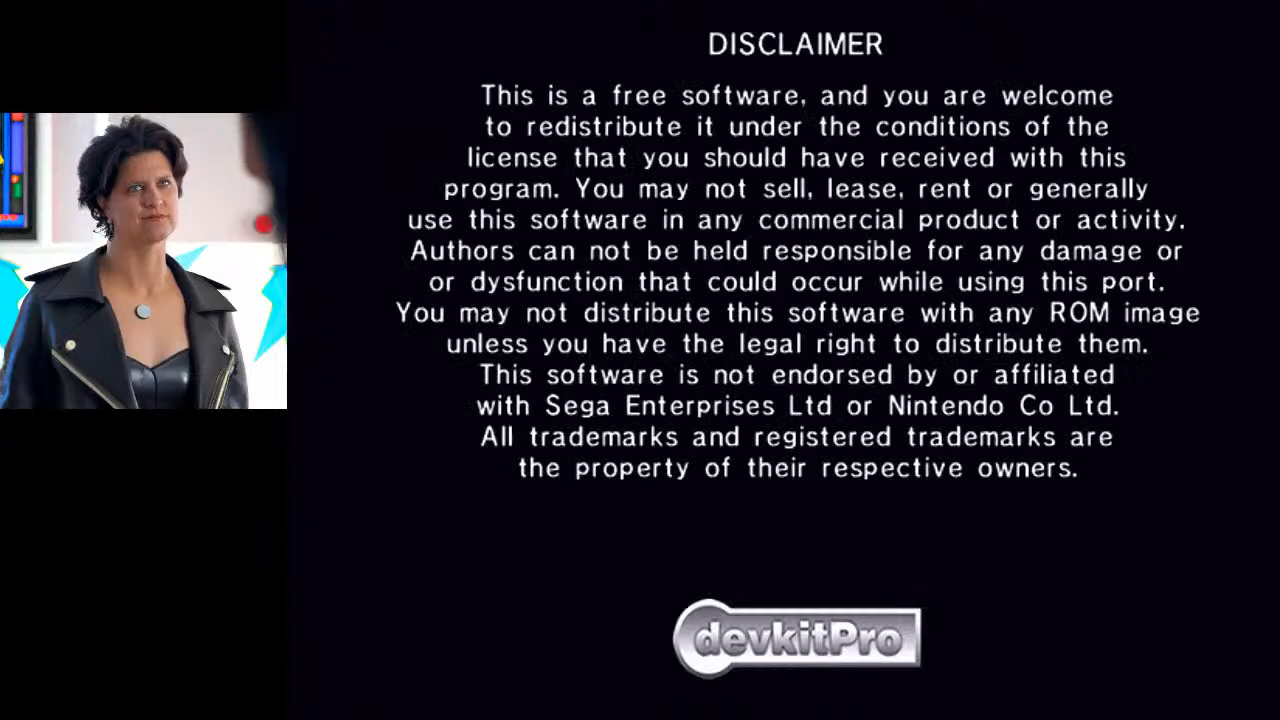 DISCLAIMER
This is a free software, and you are welcome
to redistribute it under the conditions of the
license that you should have received with this
program. You may not sell, lease, rent or generally
use this software in any commercial product or activity.
Authors can not be held responsible for any damage or
or dysfunction that could occur while using this port.
You may not distribute this software with any ROM image
unless you have the legal right to distribute them.
This software is not endorsed by or affiliated
with Sega Enterprises Ltd or Nintendo Co Ltd.
All trademarks and registered trademarks are
the property of their respective owners.
devkitPro